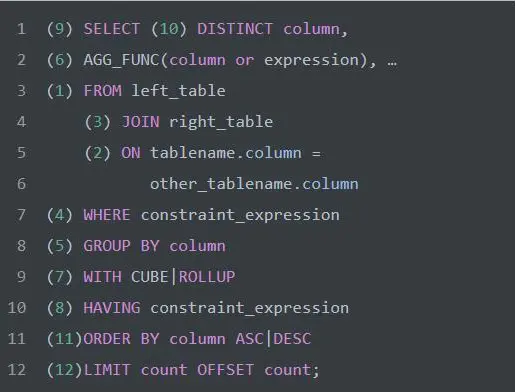 1 (9) SELECT (10) DISTINCT column,
2 (6) AGG_FUNC(column or expression), …
3 (1) FROM left_table
4 (3) JOIN right_table
5 (2) ON tablename.column =
6 other_tablename.column
7 (4) WHERE constraint_expression
8 (5) GROUP BY column
9 (7) WITH CUBE|ROLLUP
10 (8) HAVING constraint_expression
11 (11)ORDER BY column ASC|DESC
12 (12)LIMIT count OFFSET count;